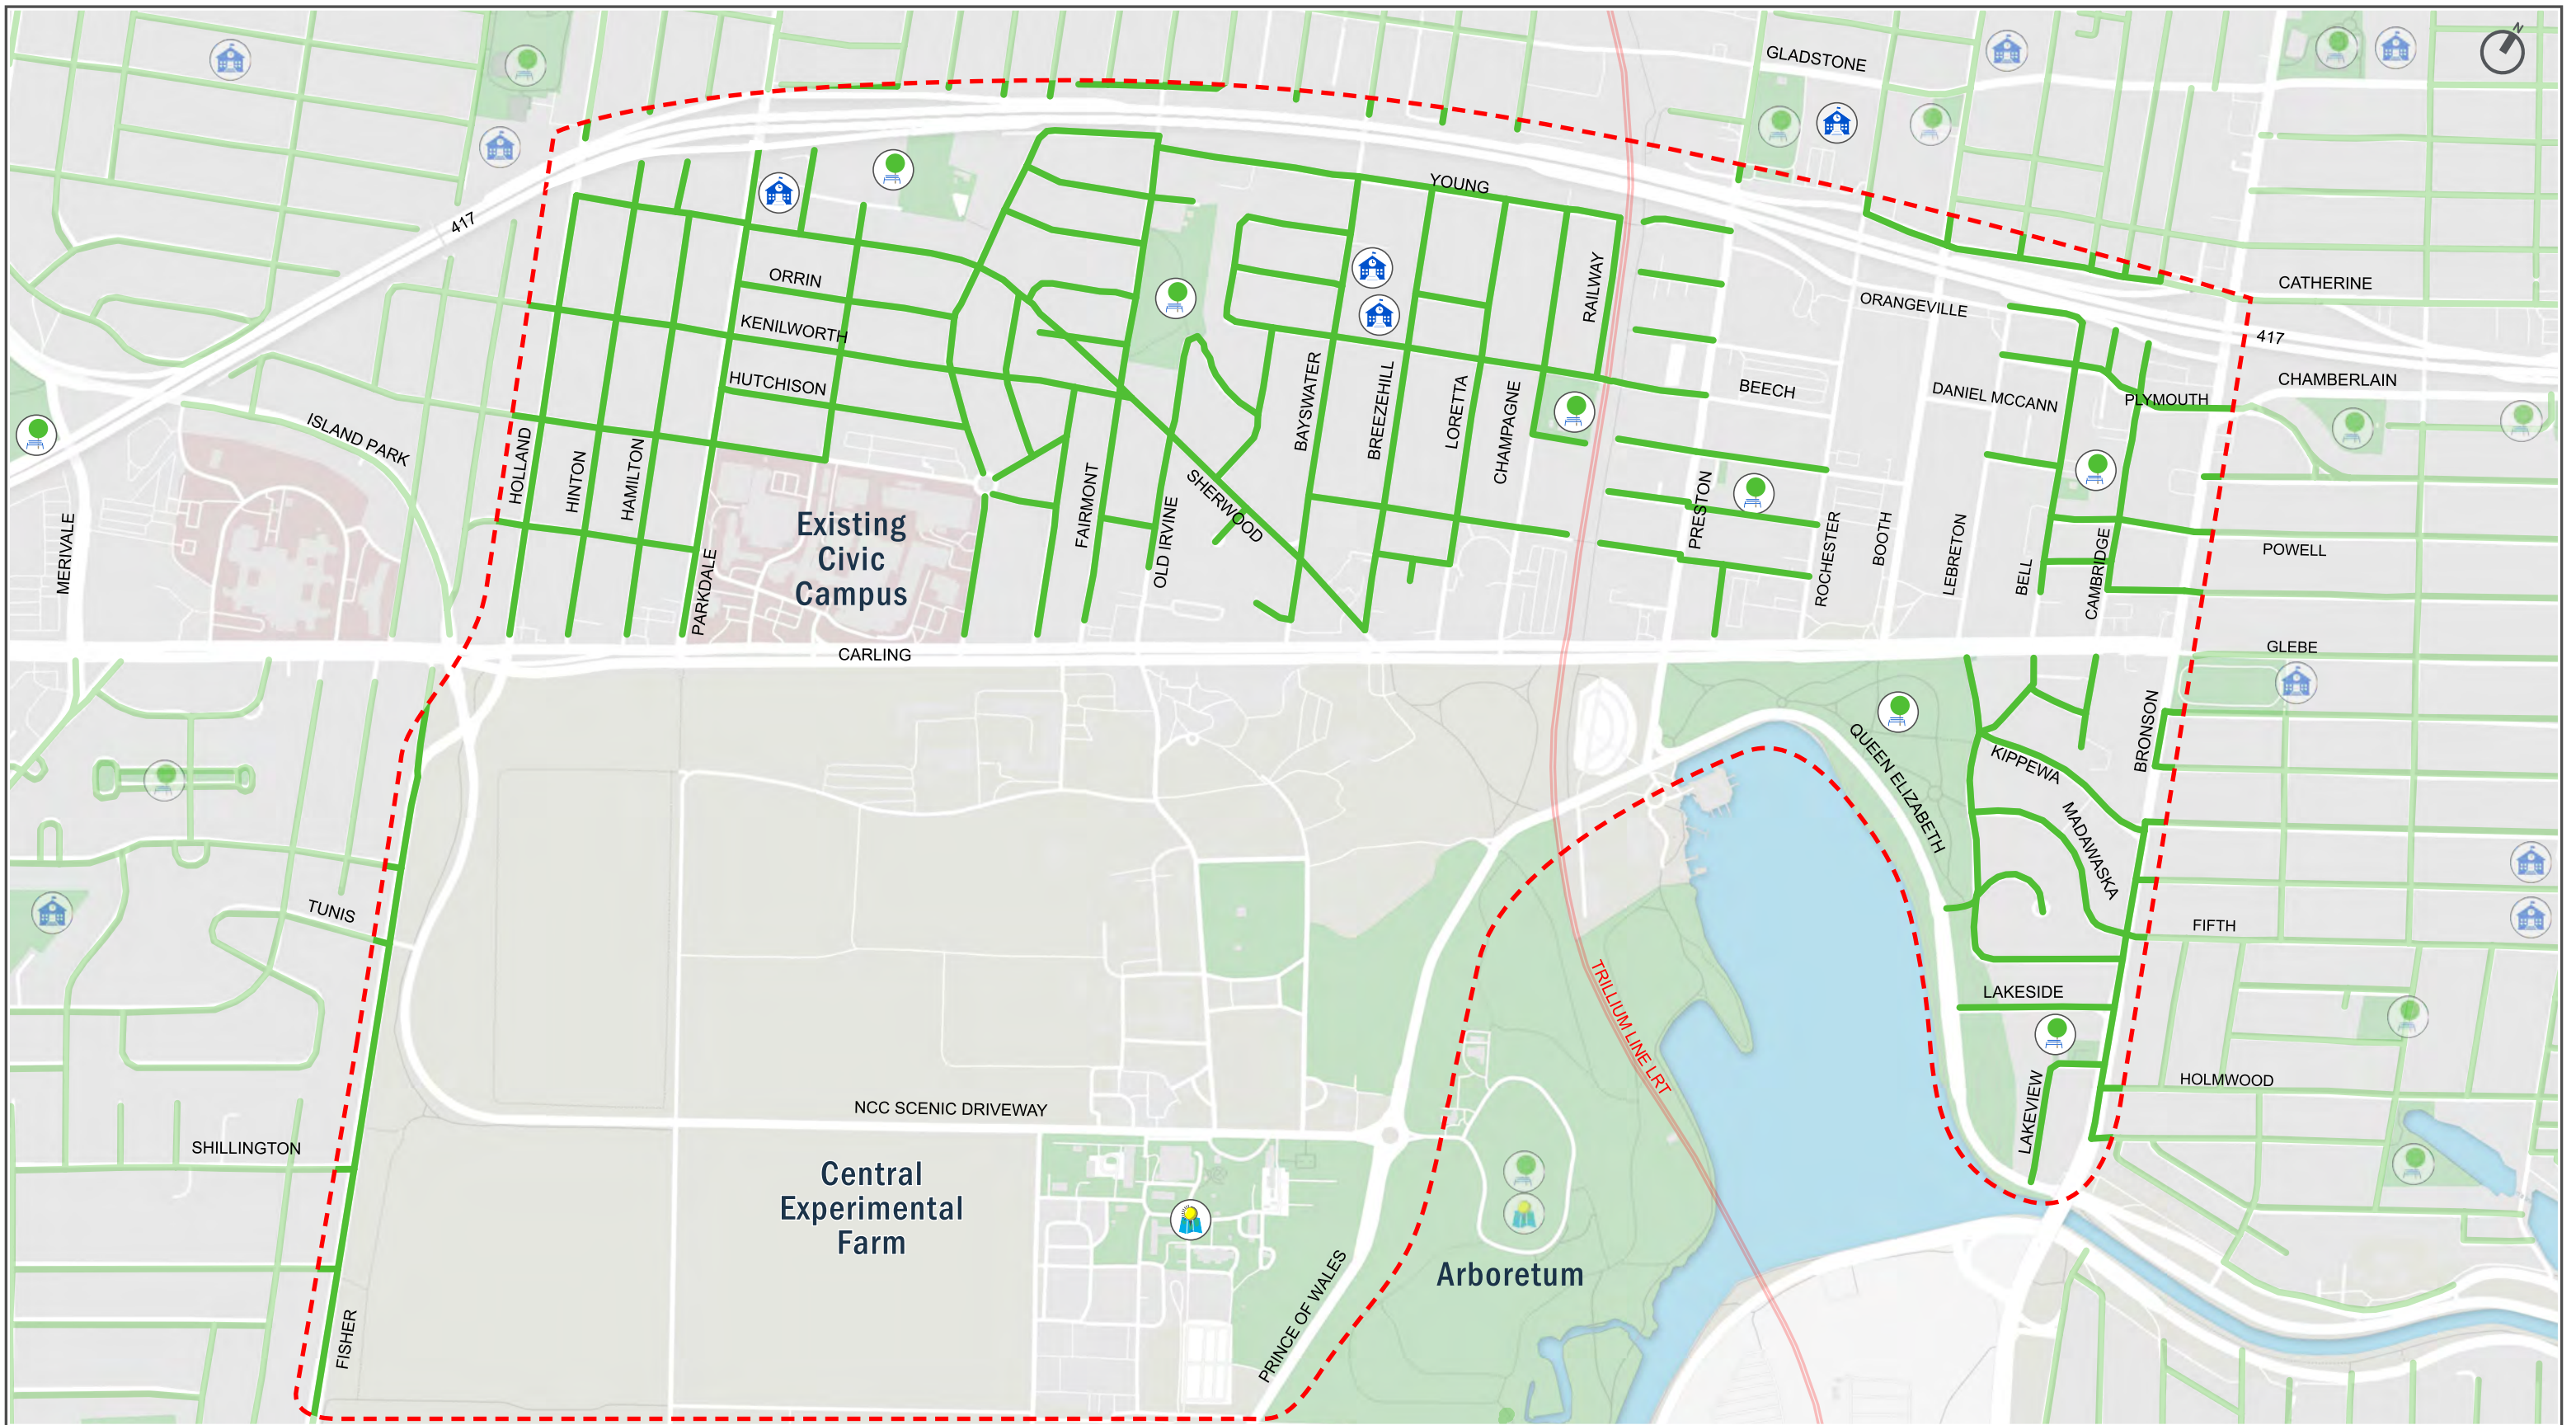 N
GLADSTONE
417
YOUNG
ORRIN
KENILWORTH
HUTCHISON
RAILWAY
CATHERINE
ORANGEVILLE
417
CHAMBERLAIN
BEECH
DANIEL MCCANN
PLYMOUTH
ISLAND PARK
HOLLAND
HINTON
HAMILTON
BAYSWATER
BREEZEHILL
LORETTA
CHAMPAGNE
MERIVALE
PARKDALE
Existing
Civic
Campus
FAIRMONT
OLD IRVINE
SHERWOOD
PRESTON
ROCHESTER
BOOTH
LEBRETON
BELL
CAMBRIDGE
POWELL
CARLING
GLEBE
QUEEN ELIZABETH
KIPPEWA
BRONSON
MADAWASKA
TUNIS
FIFTH
TRILLIUM LINE LRT
LAKESIDE
NCC SCENIC DRIVEWAY
HOLMWOOD
LAKEVIEW
SHILLINGTON
Central
Experimental
Farm
Arboretum
FISHER
PRINCE OF WALES